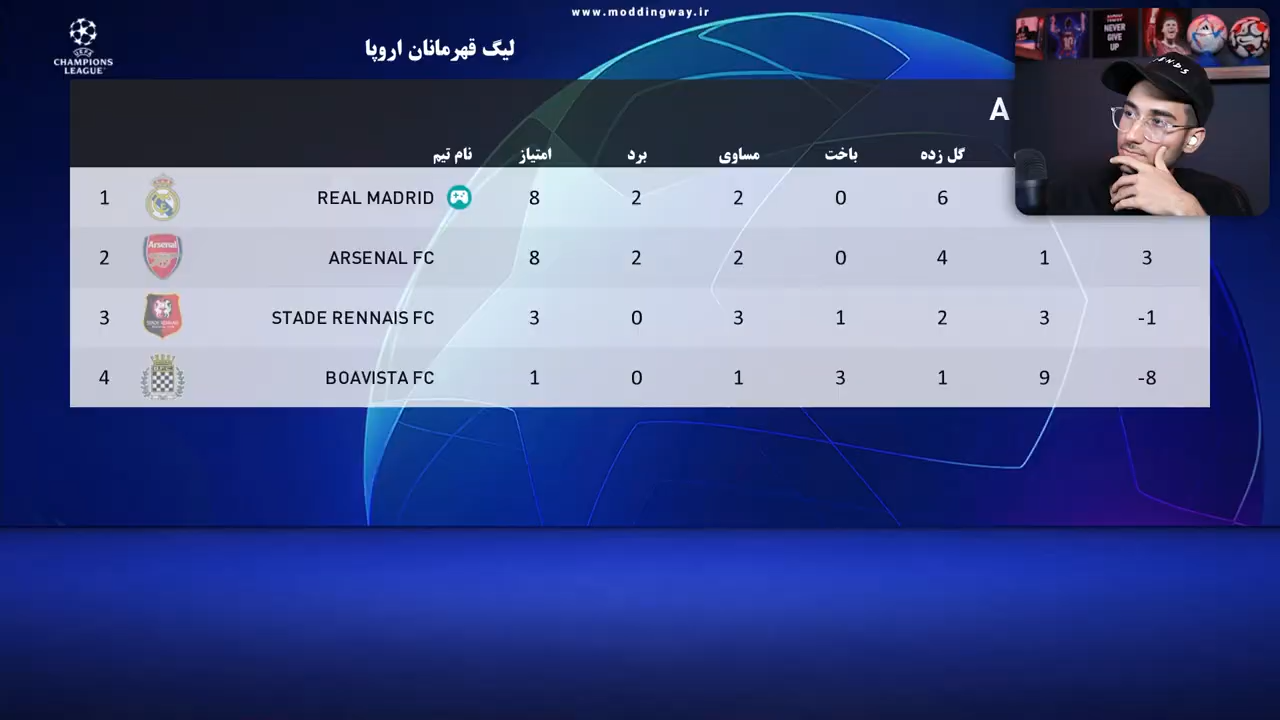 www.moddingway.ir
UEFA CHAMPIONS LEAGUE
لیگ قهرمانان اروپا
A
نام تیم امتیاز برد مساوی باخت گل زده
1 REAL MADRID 8 2 2 0 6
2 Arsenal ARSENAL FC 8 2 2 0 4 1 3
3 STADE RENNAIS FC 3 0 3 1 2 3 -1
4 BOAVISTA FC 1 0 1 3 1 9 -8
NEVER
GIVE
UP
10